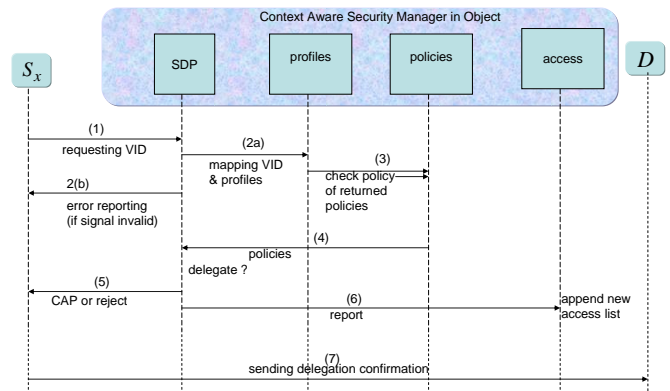 Context Aware Security Manager in Object
Sx
SDP
profiles
policies
access
D
(1)
requesting VID
(2a)
mapping VID
& profiles
(3)
check policy
of returned
policies
2(b)
error reporting
(if signal invalid)
(4)
policies
delegate ?
(5)
CAP or reject
(6)
report
append new
access list
(7)
sending delegation confirmation